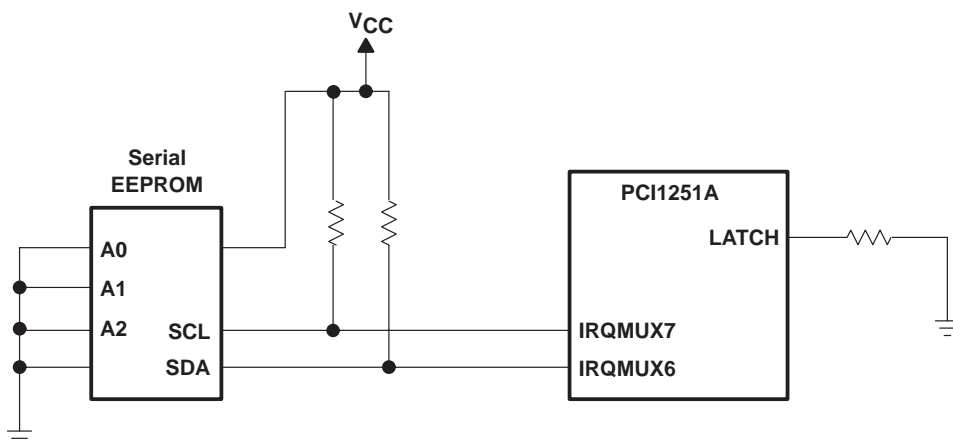 VCC
Serial
EEPROM
A0
A1
A2
SCL
SDA
PCI1251A
LATCH
IRQMUX7
IRQMUX6